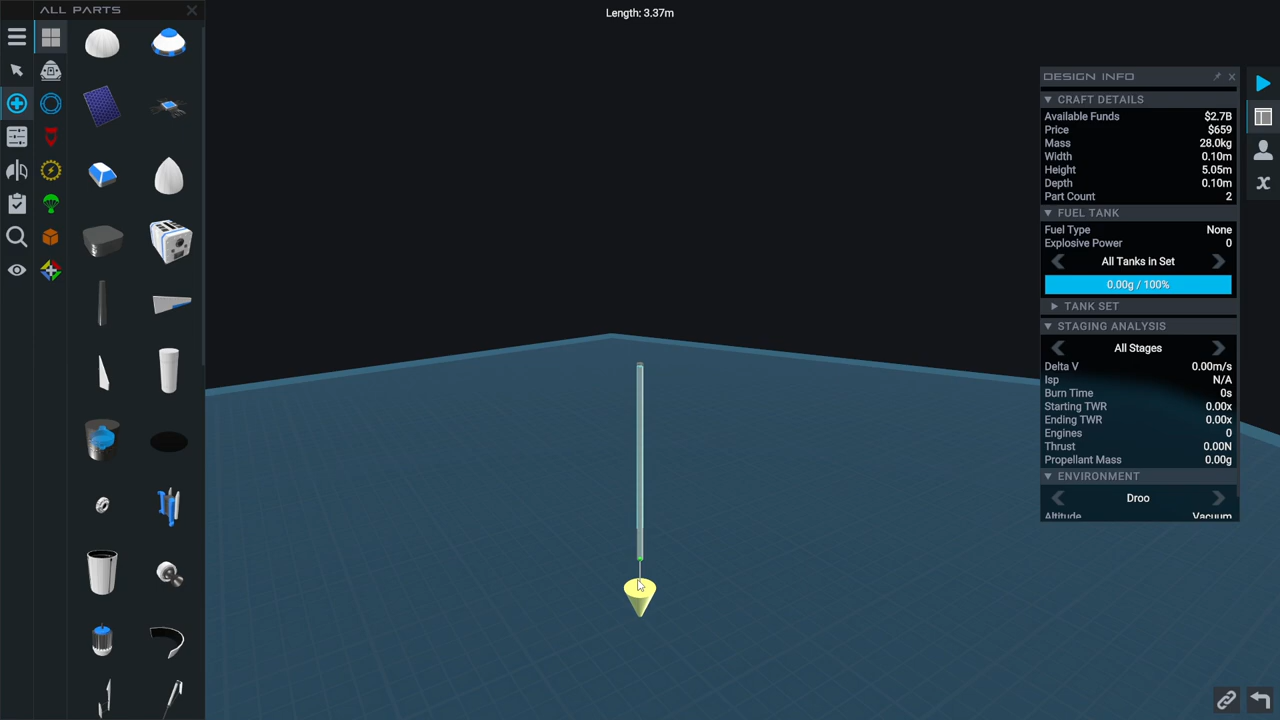 ALL PARTS
Length: 3.37m
DESIGN INFO
CRAFT DETAILS
Available Funds $2.7B
Price $659
Mass 28.0kg
Width 0.10m
Height 5.05m
Depth 0.10m
Part Count 2
FUEL TANK
Fuel Type None
Explosive Power 0
All Tanks in Set
0.00g / 100%
TANK SET
STAGING ANALYSIS
All Stages
Delta V 0.00m/s
Isp N/A
Burn Time 0s
Starting TWR 0.00x
Ending TWR 0.00x
Engines 0
Thrust 0.00N
Propellant Mass 0.00g
ENVIRONMENT
Droo
Altitude Vacuum